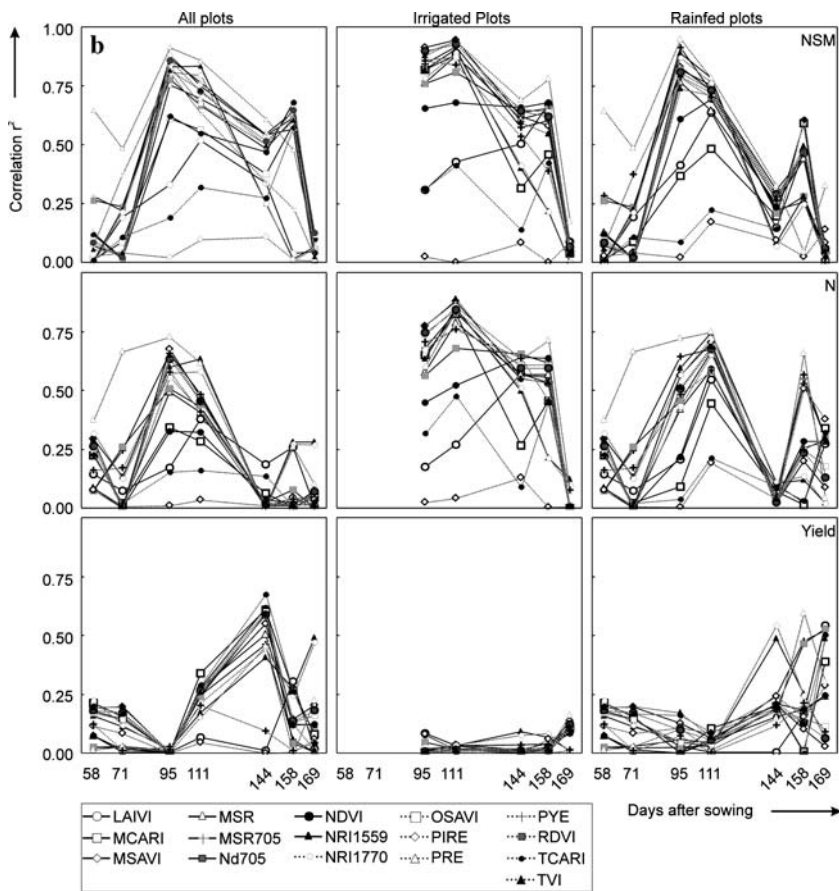 All plots Irrigated Plots Rainfed plots
b
NSM
Correlation r²
1.00
0.75
0.50
0.25
0.00
N
0.75
0.50
0.25
0.00
Yield
0.75
0.50
0.25
0.00
58 71 95 111 144 158 169 58 71 95 111 144 158 169 58 71 95 111 144 158 169
Days after sowing
LAIVI MSR NDVI OSAVI PYE
MCARI MSR705 NRI1559 PIRE RDVI
MSAVI Nd705 NRI1770 PRE TCARI
TVI